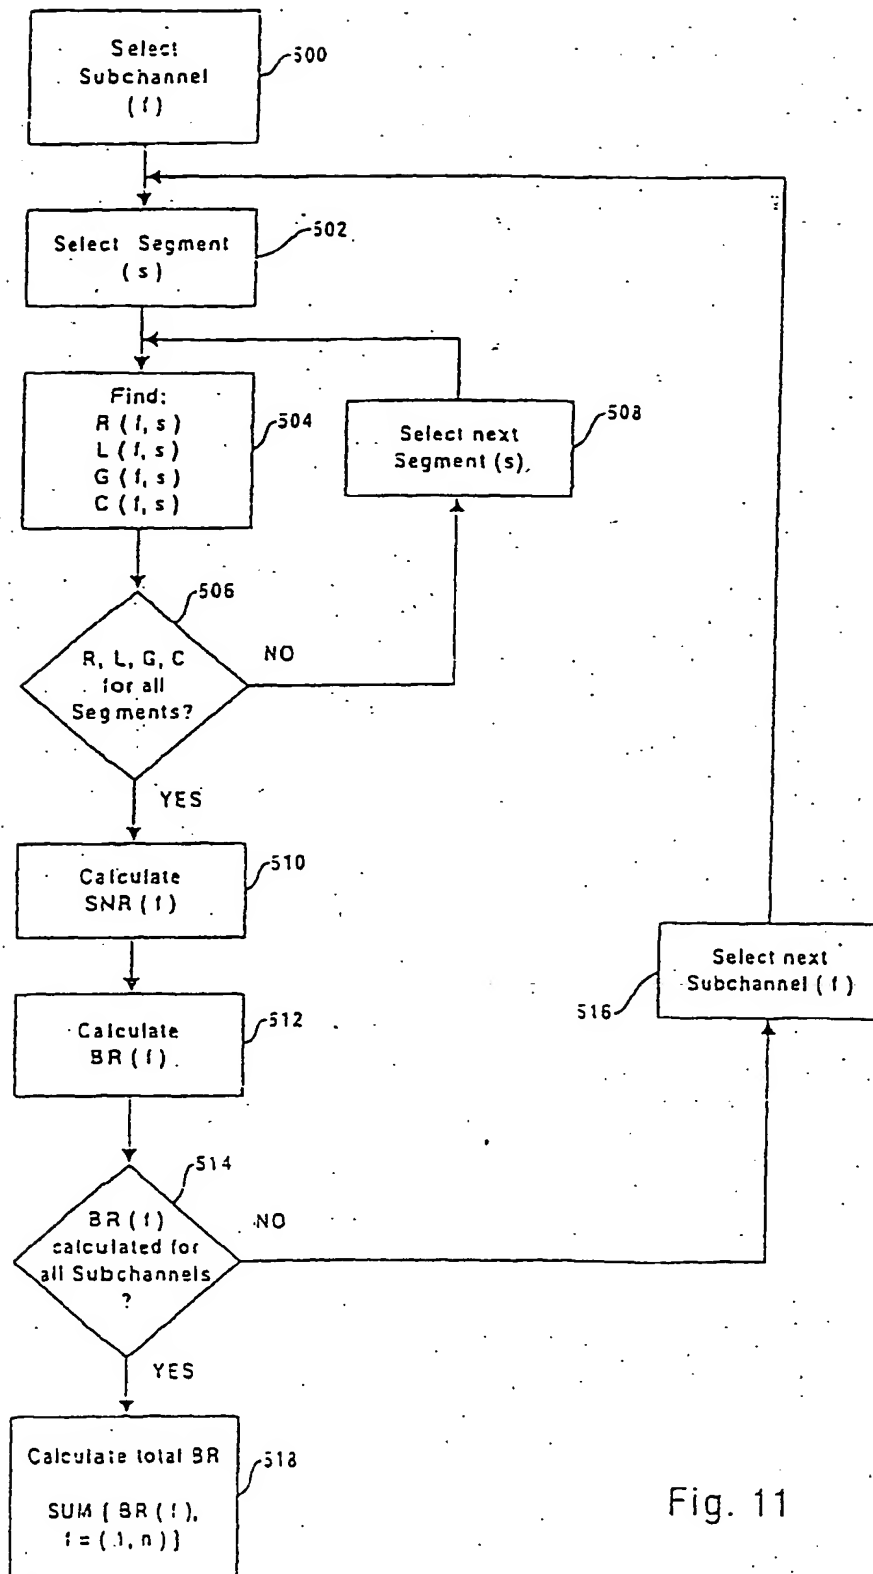 Select
Subchannel
(f)
500
Select Segment
(s)
502
Find:
R (f, s)
L (f, s)
G (f, s)
C (f, s)
504
Select next
Segment (s)
508
506
R, L, G, C
for all
Segments?
NO
YES
Calculate
SNR (f)
510
Calculate
BR (f)
512
Select next
Subchannel (f)
516
514
BR (f)
calculated for
all Subchannels
?
NO
YES
Calculate total BR
SUM { BR (f),
f = (1, n) }
518
Fig. 11